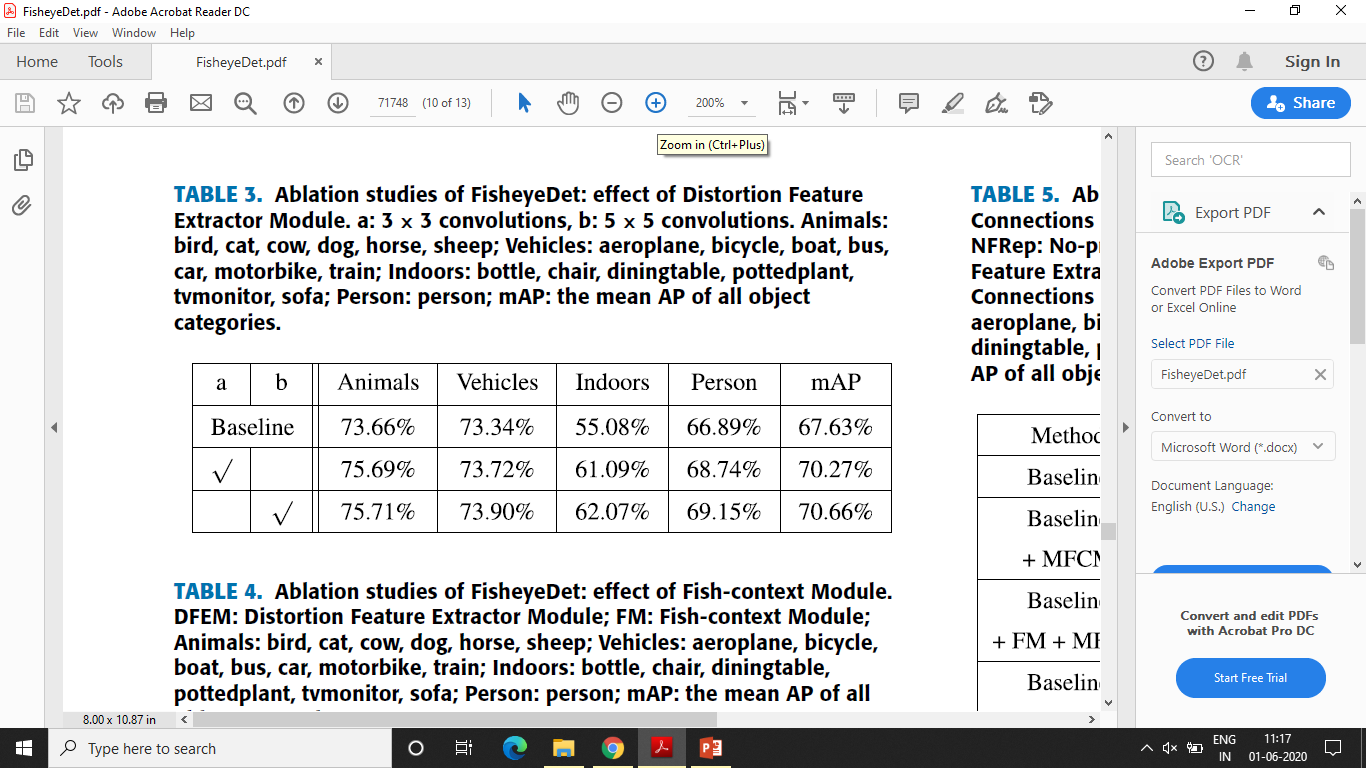 FisheyeDet.pdf - Adobe Acrobat Reader DC
File Edit View Window Help
Home Tools FisheyeDet.pdf × Sign In
71748 (10 of 13) 200% Share
Zoom in (Ctrl+Plus)
TABLE 3. Ablation studies of FisheyeDet: effect of Distortion Feature
Extractor Module. a: 3 × 3 convolutions, b: 5 × 5 convolutions. Animals:
bird, cat, cow, dog, horse, sheep; Vehicles: aeroplane, bicycle, boat, bus,
car, motorbike, train; Indoors: bottle, chair, diningtable, pottedplant,
tvmonitor, sofa; Person: person; mAP: the mean AP of all object
categories.
a b Animals Vehicles Indoors Person mAP
Baseline 73.66% 73.34% 55.08% 66.89% 67.63%
√ 75.69% 73.72% 61.09% 68.74% 70.27%
√ 75.71% 73.90% 62.07% 69.15% 70.66%
TABLE 4. Ablation studies of FisheyeDet: effect of Fish-context Module.
DFEM: Distortion Feature Extractor Module; FM: Fish-context Module;
Animals: bird, cat, cow, dog, horse, sheep; Vehicles: aeroplane, bicycle,
boat, bus, car, motorbike, train; Indoors: bottle, chair, diningtable,
pottedplant, tvmonitor, sofa; Person: person; mAP: the mean AP of all
TABLE 5. Ab
Connections
NFRep: No-p
Feature Extra
Connections
aeroplane, bi
diningtable,
AP of all obje
Method
Baselin
Baselin
+ MFCM
Baselin
+ FM + MF
Baselin
8.00 x 10.87 in
Search 'OCR'
Export PDF
Adobe Export PDF
Convert PDF Files to Word
or Excel Online
Select PDF File
FisheyeDet.pdf
Convert to
Microsoft Word (*.docx)
Document Language:
English (U.S.) Change
Convert and edit PDFs
with Acrobat Pro DC
Start Free Trial
Type here to search
ENG
IN
11:17
01-06-2020